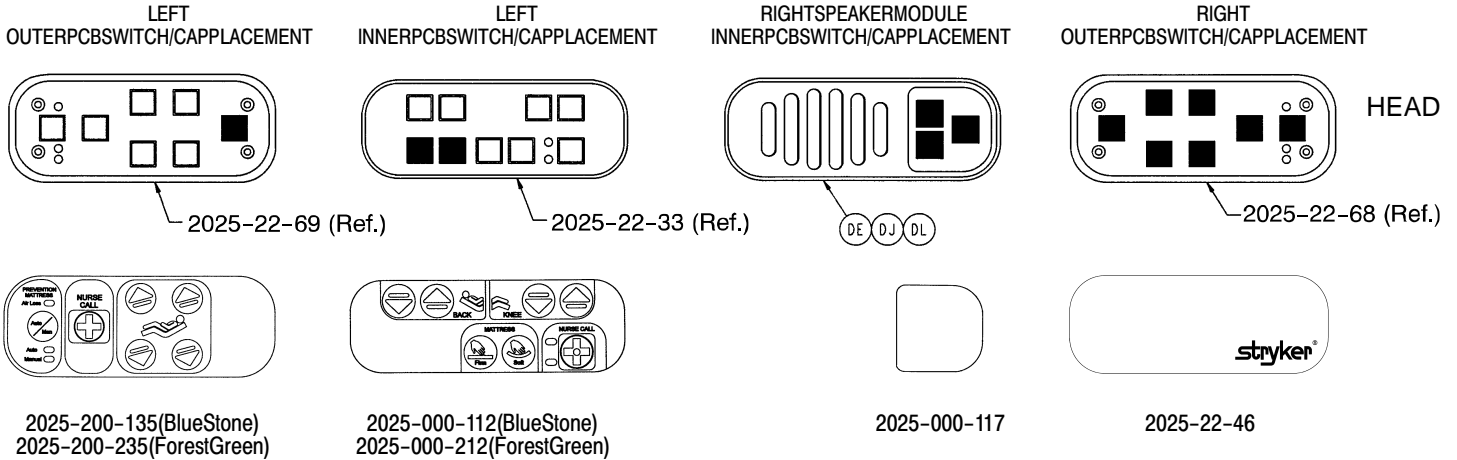 LEFT
OUTERPCBSWITCH/CAPPLACEMENT
LEFT
INNERPCBSWITCH/CAPPLACEMENT
RIGHTSPEAKERMODULE
INNERPCBSWITCH/CAPPLACEMENT
RIGHT
OUTERPCBSWITCH/CAPPLACEMENT
HEAD
2025-22-69 (Ref.)
2025-22-33 (Ref.)
DE DJ DL
2025-22-68 (Ref.)
PREVENTION
MATTRESS
Air Loss
Auto
Man
Auto
Manual
NURSE
CALL
BACK
KNEE
MATTRESS
Firm
Soft
NURSE CALL
stryker®
2025-200-135(BlueStone)
2025-200-235(ForestGreen)
2025-000-112(BlueStone)
2025-000-212(ForestGreen)
2025-000-117
2025-22-46